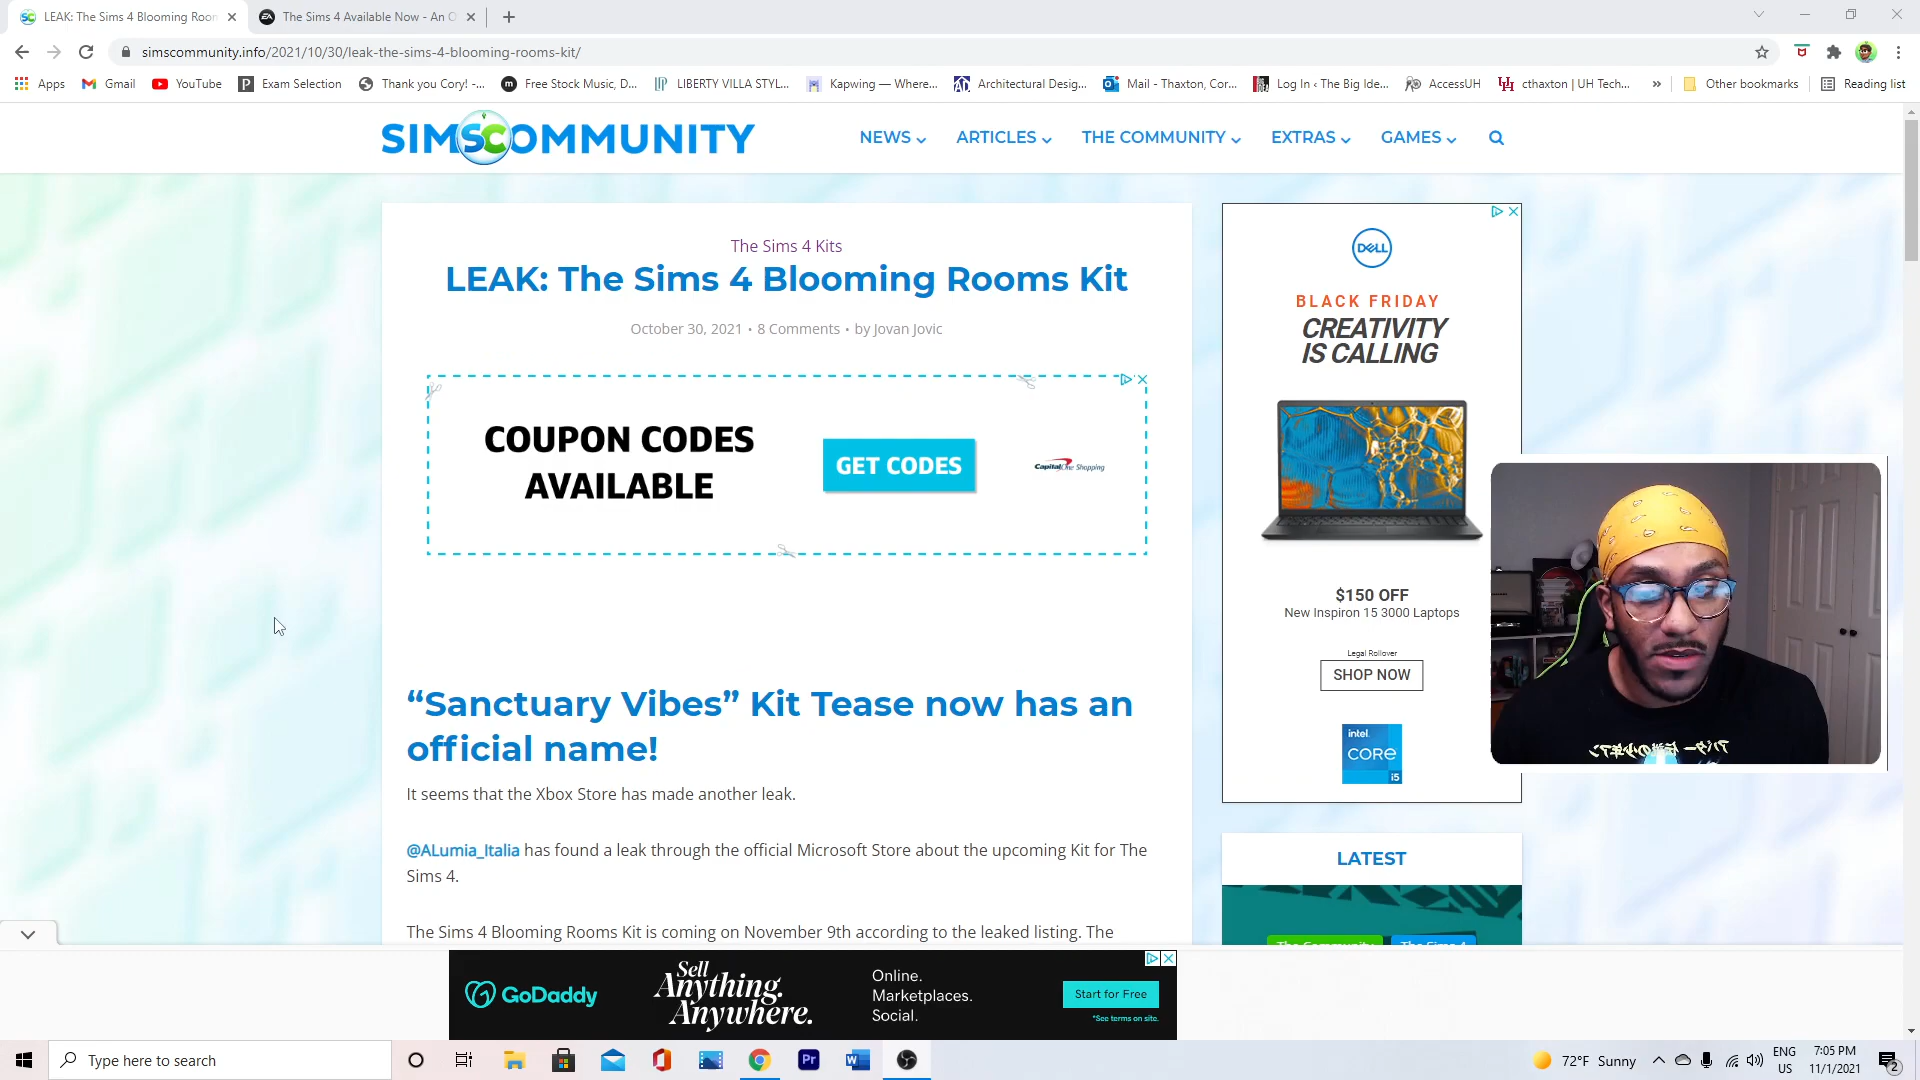 LEAK: The Sims 4 Blooming Roon
The Sims 4 Available Now - An O
simscommunity.info/2021/10/30/leak-the-sims-4-blooming-rooms-kit/
Apps
Gmail
YouTube
Exam Selection
Thank you Cory! -...
Free Stock Music, D...
LIBERTY VILLA STYL...
Kapwing — Where...
Architectural Desig...
Mail - Thaxton, Cor...
Log In ‹ The Big Ide...
AccessUH
cthaxton | UH Tech...
Other bookmarks
Reading list
SIMSCOMMUNITY
NEWS
ARTICLES
THE COMMUNITY
EXTRAS
GAMES
The Sims 4 Kits
LEAK: The Sims 4 Blooming Rooms Kit
October 30, 2021 • 8 Comments • by Jovan Jovic
COUPON CODES
AVAILABLE
GET CODES
CapitalOne Shopping
“Sanctuary Vibes” Kit Tease now has an
official name!
It seems that the Xbox Store has made another leak.
@ALumia_Italia has found a leak through the official Microsoft Store about the upcoming Kit for The
Sims 4.
The Sims 4 Blooming Rooms Kit is coming on November 9th according to the leaked listing. The
DELL
BLACK FRIDAY
CREATIVITY
IS CALLING
$150 OFF
New Inspiron 15 3000 Laptops
Legal Rollover
SHOP NOW
intel.
CORE
i5
LATEST
The Community
The Sims 4
GoDaddy
Sell
Anything.
Anywhere.
Online.
Marketplaces.
Social.
Start for Free
*See terms on site.
Type here to search
Pr
72°F Sunny
ENG
US
7:05 PM
11/1/2021
2